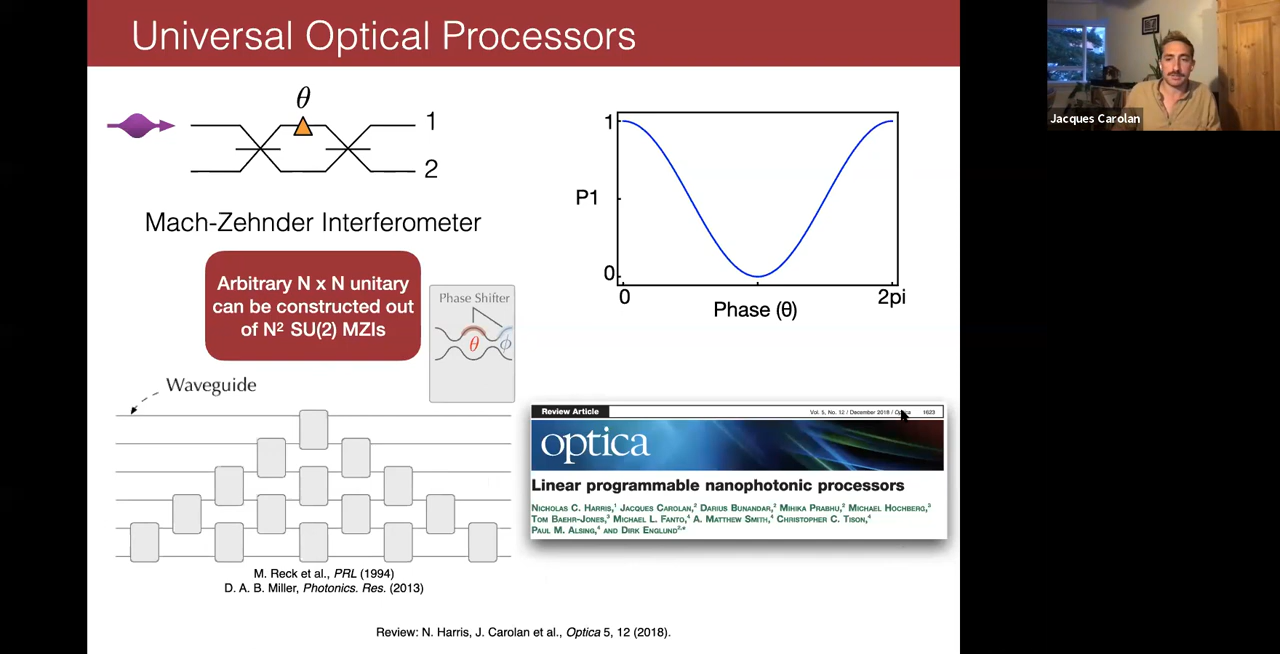 Universal Optical Processors
θ
1
2
Mach-Zehnder Interferometer
1
P1
0
0
2pi
Phase (θ)
Arbitrary N x N unitary
can be constructed out
of N² SU(2) MZIs
Phase Shifter
θ
ϕ
Waveguide
M. Reck et al., PRL (1994)
D. A. B. Miller, Photonics. Res. (2013)
Review Article
Vol. 5, No. 12 / December 2018 / Optica 1623
optica
Linear programmable nanophotonic processors
Nicholas C. Harris,¹ Jacques Carolan,² Darius Bunandar,² Mihika Prabhu,² Michael Hochberg,³
Tom Baehr-Jones,³ Michael L. Fanto,⁴ A. Matthew Smith,⁴ Christopher C. Tison,⁴
Paul M. Alsing,⁴ and Dirk Englund²,*
Review: N. Harris, J. Carolan et al., Optica 5, 12 (2018).
Jacques Carolan